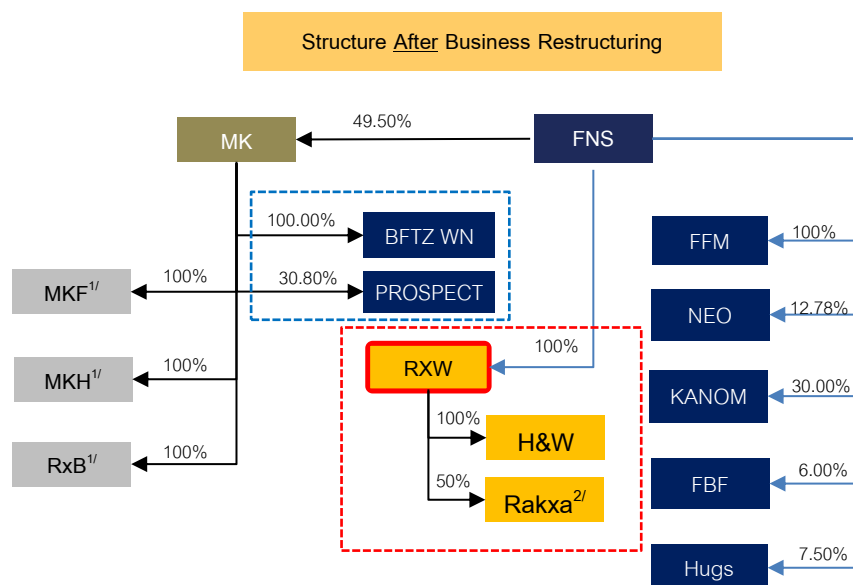 Structure After Business Restructuring
MK
49.50%
FNS
100.00%
BFTZ WN
FFM
100%
MKF1/
100%
30.80%
PROSPECT
NEO
12.78%
MKH1/
100%
RXW
100%
KANOM
30.00%
100%
H&W
RxB1/
100%
50%
Rakxa2/
FBF
6.00%
Hugs
7.50%